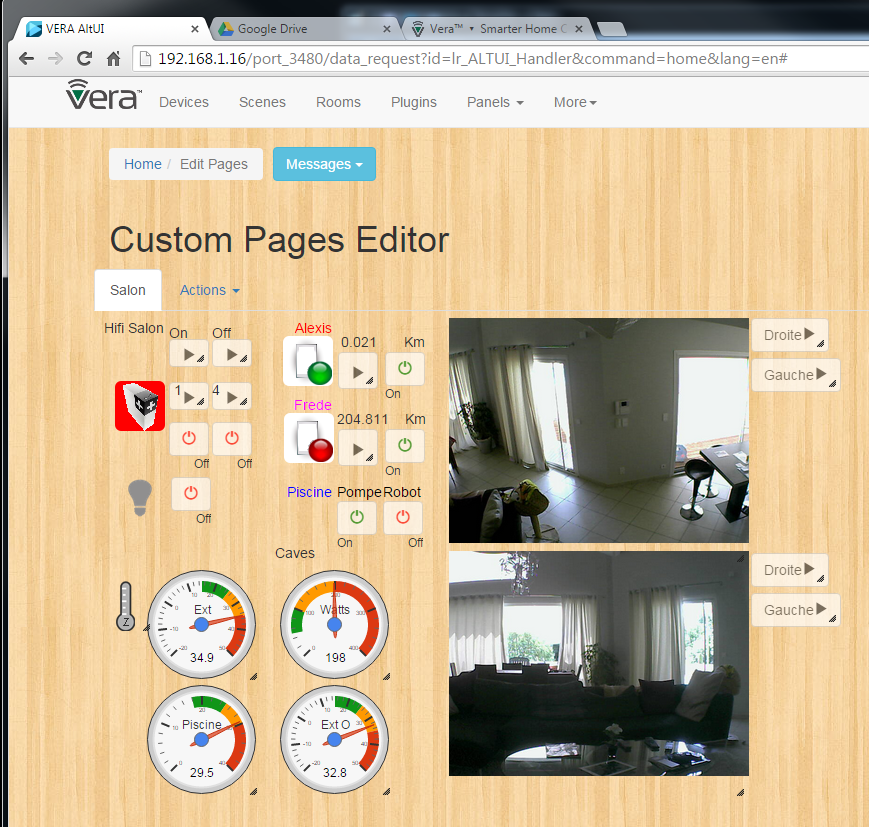 VERA AltUI × Google Drive × Vera™ • Smarter Home C ×
192.168.1.16/port_3480/data_request?id=lr_ALTUI_Handler&command=home&lang=en#
vera™ Devices Scenes Rooms Plugins Panels More
Home / Edit Pages Messages
Custom Pages Editor
Salon Actions
Hifi Salon On Off
1 4
Off Off
Off
Alexis
0.021 Km
On
Frede
204.811 Km
On
Piscine Pompe Robot
On Off
Caves
Droite
Gauche
Droite
Gauche
Z
Ext
34.9
Watts
198
Piscine
29.5
Ext O
32.8